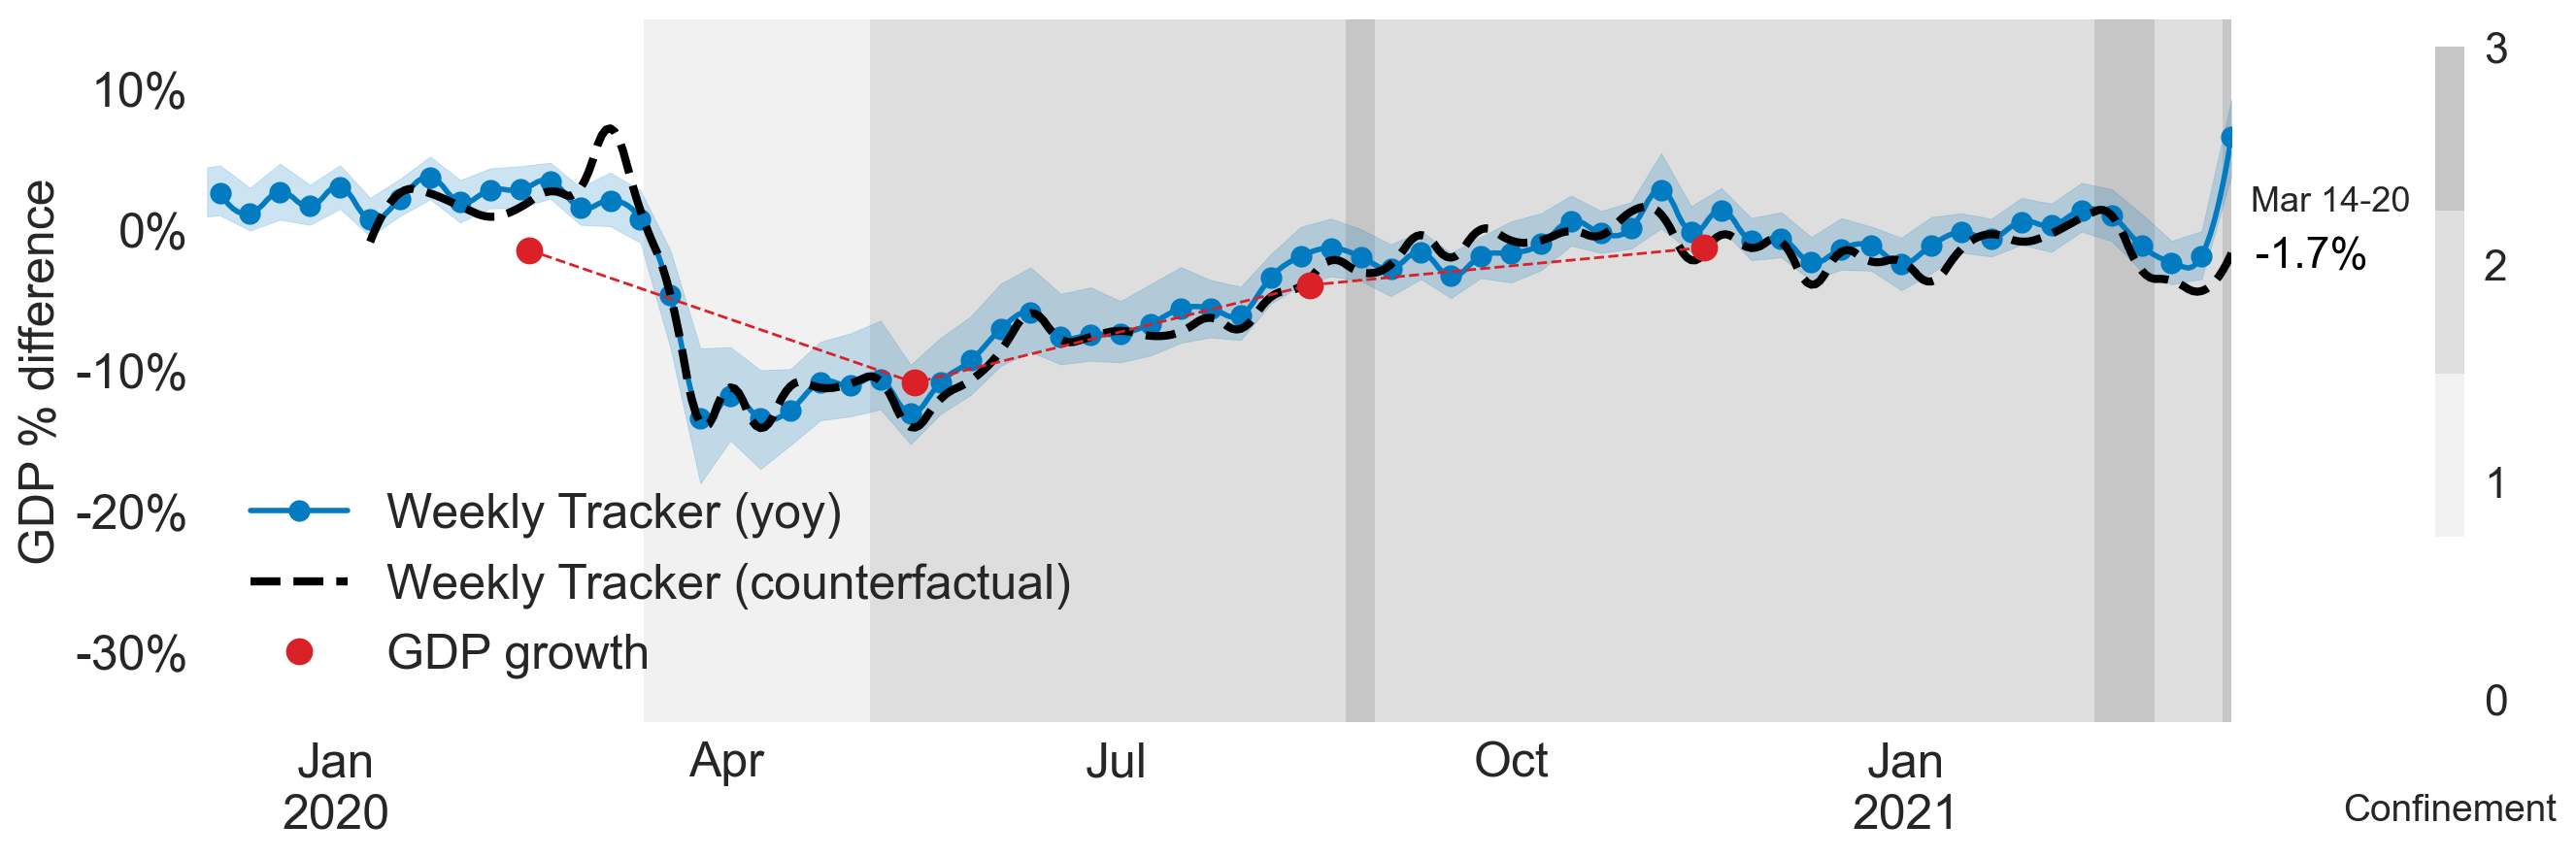 GDP % difference
10%
0%
-10%
-20%
-30%
Weekly Tracker (yoy)
Weekly Tracker (counterfactual)
GDP growth
Jan
2020
Apr
Jul
Oct
Jan
2021
Mar 14-20
-1.7%
3
2
1
0
Confinement